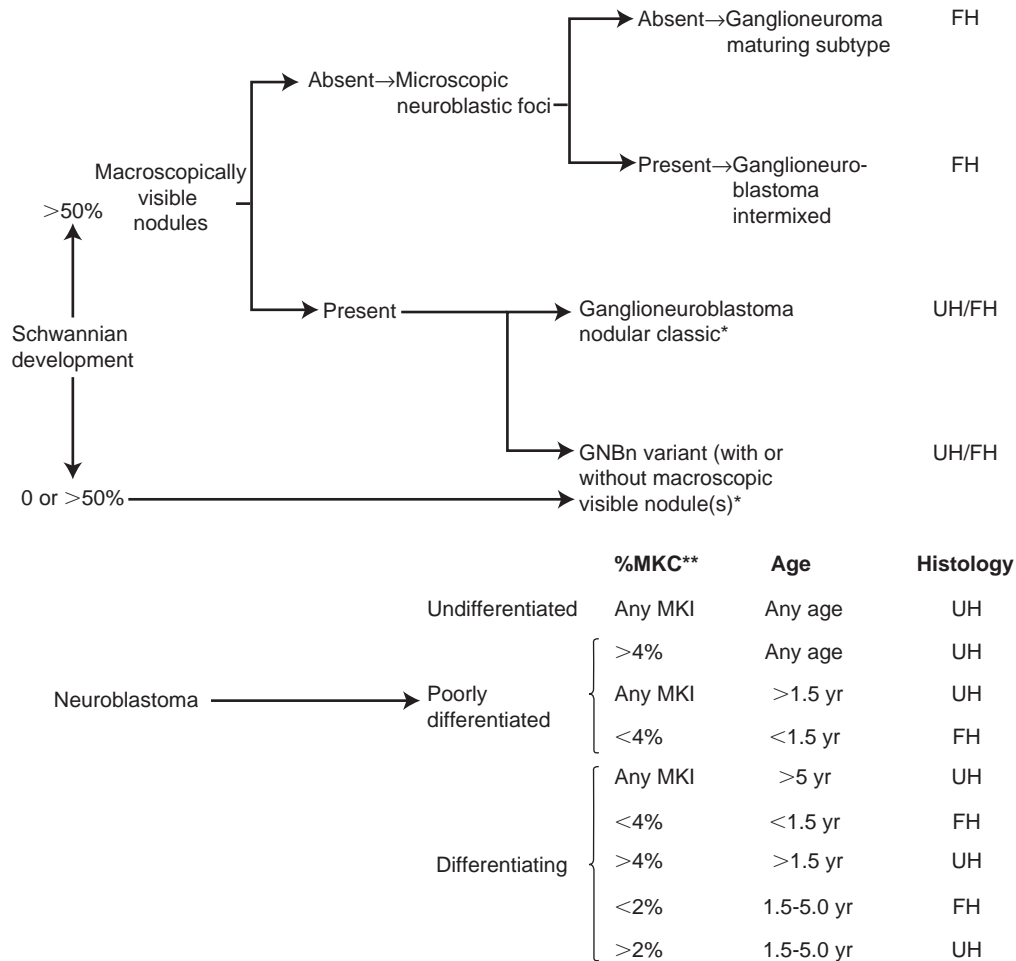 Absent→Ganglioneuroma
maturing subtype
FH
Absent→Microscopic
neuroblastic foci
Present→Ganglioneuro-
blastoma
intermixed
FH
Macroscopically
visible
nodules
>50%
Schwannian
development
Present
Ganglioneuroblastoma
nodular classic*
UH/FH
GNBn variant (with or
without macroscopic
visible nodule(s)*
UH/FH
0 or >50%
%MKC** Age Histology
Undifferentiated Any MKI Any age UH
>4% Any age UH
Neuroblastoma
Poorly
differentiated
Any MKI >1.5 yr UH
<4% <1.5 yr FH
Any MKI >5 yr UH
<4% <1.5 yr FH
Differentiating
>4% >1.5 yr UH
<2% 1.5-5.0 yr FH
>2% 1.5-5.0 yr UH